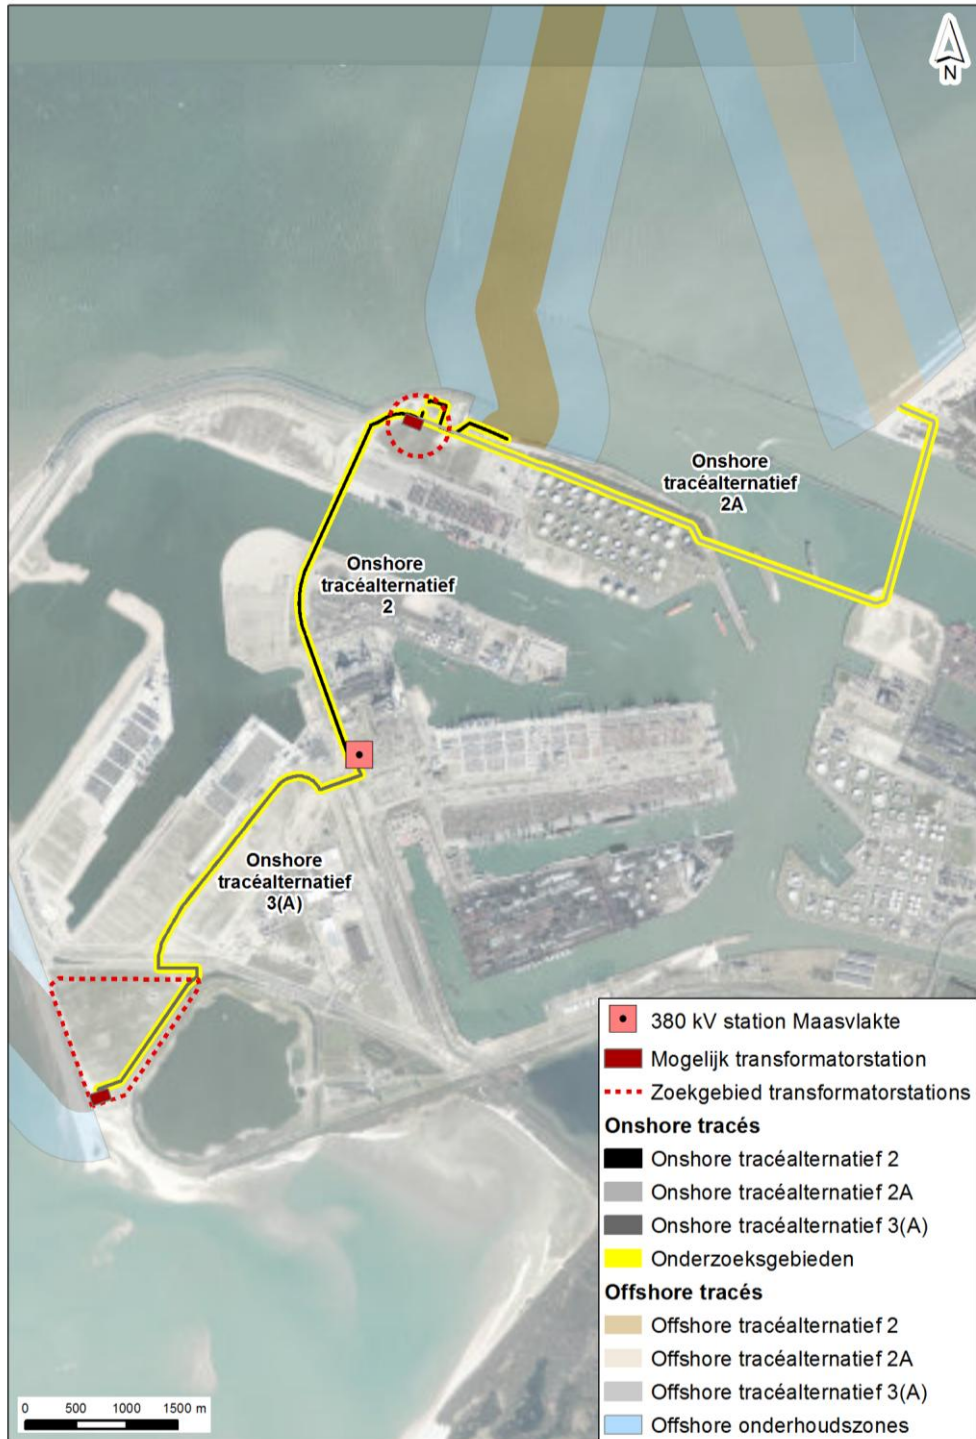 N
Onshore
tracéalternatief
2A
Onshore
tracéalternatief
2
Onshore
tracéalternatief
3(A)
380 kV station Maasvlakte
Mogelijk transformatorstation
Zoekgebied transformatorstations
Onshore tracés
Onshore tracéalternatief 2
Onshore tracéalternatief 2A
Onshore tracéalternatief 3(A)
Onderzoeksgebieden
Offshore tracés
Offshore tracéalternatief 2
Offshore tracéalternatief 2A
Offshore tracéalternatief 3(A)
Offshore onderhoudszones
0 500 1000 1500 m